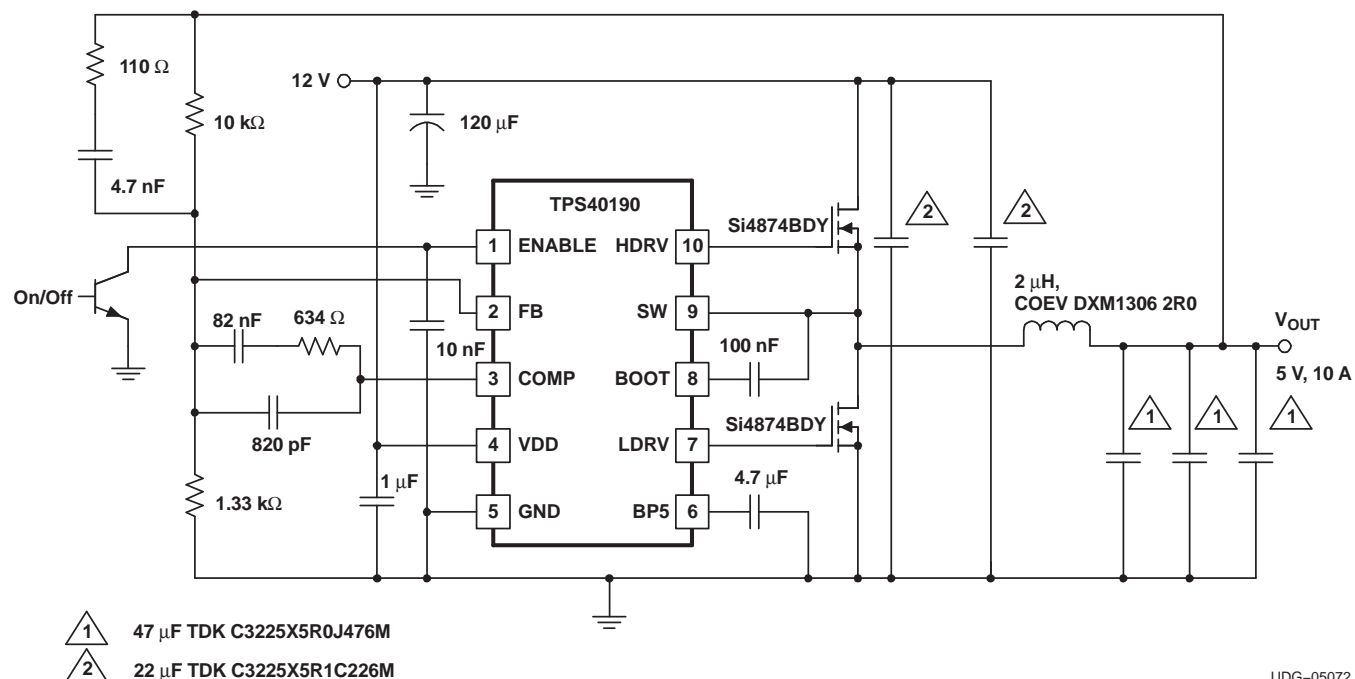 110 Ω
12 V
10 kΩ
120 μF
4.7 nF
TPS40190
Si4874BDY
2
2
1 ENABLE HDRV 10
On/Off
2 FB SW 9
2 μH,
COEV DXM1306 2R0
82 nF 634 Ω
10 nF
100 nF
VOUT
3 COMP BOOT 8
5 V, 10 A
Si4874BDY
1
1
1
820 pF
4 VDD LDRV 7
1 μF
4.7 μF
1.33 kΩ
5 GND BP5 6
1 47 μF TDK C3225X5R0J476M
2 22 μF TDK C3225X5R1C226M
UDG–05072